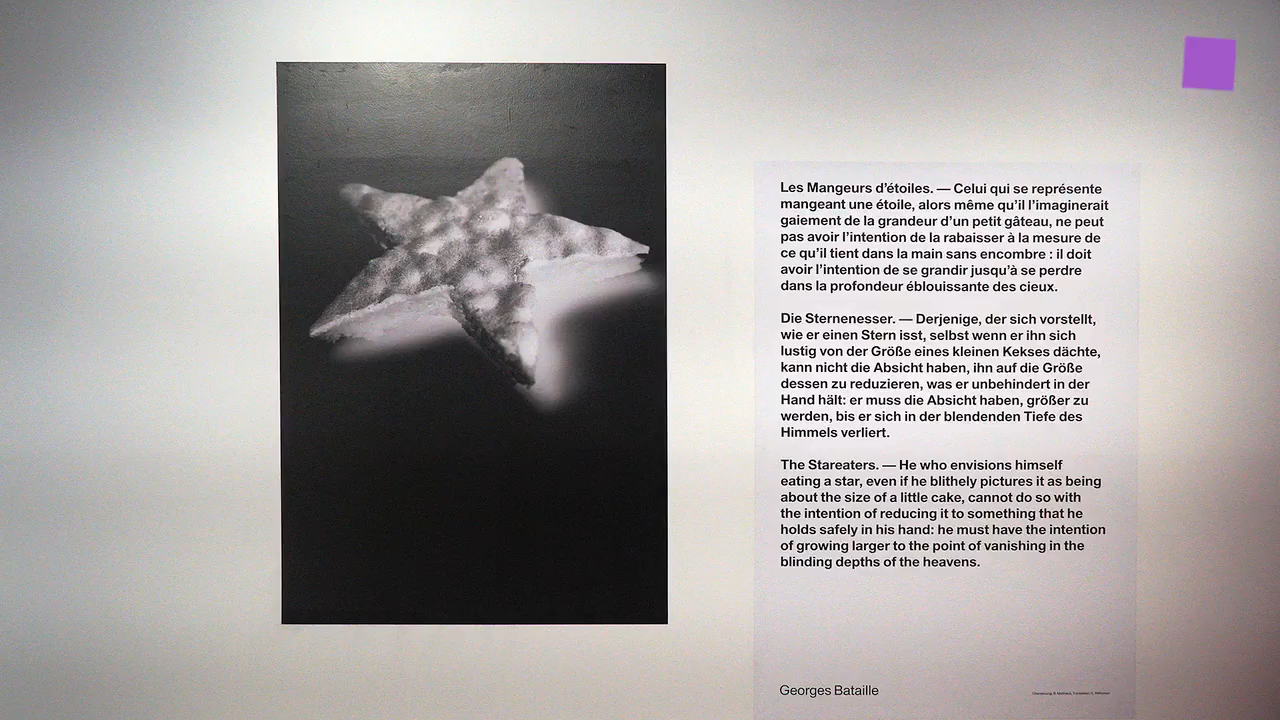 Les Mangeurs d’étoiles. — Celui qui se représente
mangeant une étoile, alors même qu’il l’imaginerait
gaiement de la grandeur d’un petit gâteau, ne peut
pas avoir l’intention de la rabaisser à la mesure de
ce qu’il tient dans la main sans encombre : il doit
avoir l’intention de se grandir jusqu’à se perdre
dans la profondeur éblouissante des cieux.
Die Sternenesser. — Derjenige, der sich vorstellt,
wie er einen Stern isst, selbst wenn er ihn sich
lustig von der Größe eines kleinen Kekses dächte,
kann nicht die Absicht haben, ihn auf die Größe
dessen zu reduzieren, was er unbehindert in der
Hand hält: er muss die Absicht haben, größer zu
werden, bis er sich in der blendenden Tiefe des
Himmels verliert.
The Stareaters. — He who envisions himself
eating a star, even if he blithely pictures it as being
about the size of a little cake, cannot do so with
the intention of reducing it to something that he
holds safely in his hand: he must have the intention
of growing larger to the point of vanishing in the
blinding depths of the heavens.
Georges Bataille